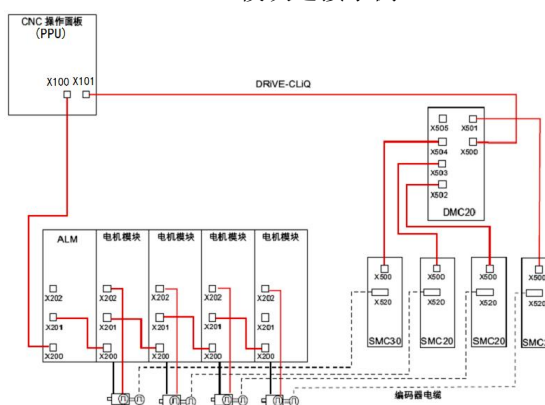 CNC 操作面板
(PPU)
X100 X101
DRiVE-CLiQ
X505 X501
X504 X500
X503
X502
DMC20
ALM 电机模块 电机模块 电机模块 电机模块
X202 X202 X202 X202 X202
X201 X201 X201 X201 X201
X200 X200 X200 X200 X200
X500 X500 X500 X500
X520 X520 X520 X520
SMC30 SMC20 SMC20
编码器电缆